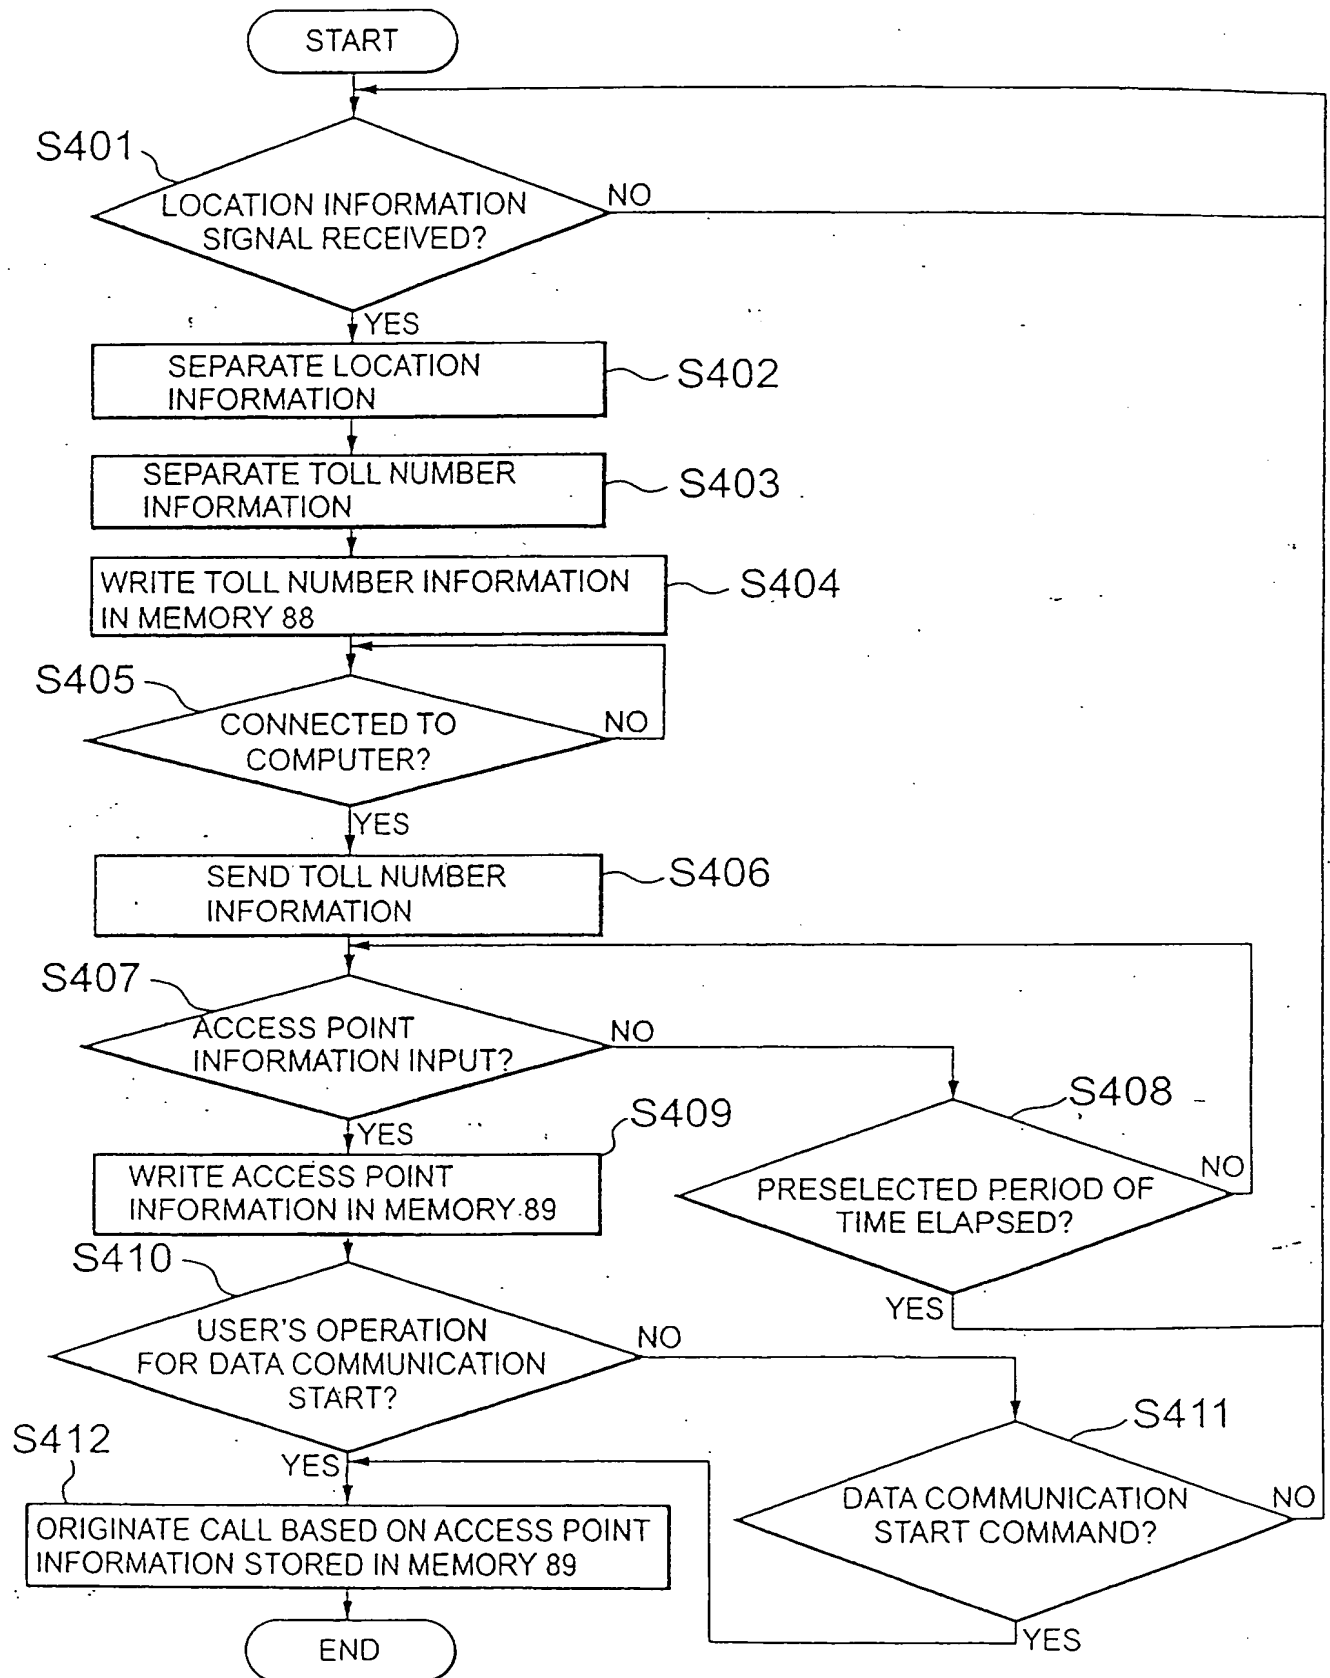 START
S401
LOCATION INFORMATION
SIGNAL RECEIVED?
NO
YES
SEPARATE LOCATION
INFORMATION
S402
SEPARATE TOLL NUMBER
INFORMATION
S403
WRITE TOLL NUMBER INFORMATION
IN MEMORY 88
S404
S405
CONNECTED TO
COMPUTER?
NO
YES
SEND TOLL NUMBER
INFORMATION
S406
S407
ACCESS POINT
INFORMATION INPUT?
NO
YES
S408
PRESELECTED PERIOD OF
TIME ELAPSED?
NO
YES
S409
WRITE ACCESS POINT
INFORMATION IN MEMORY 89
S410
USER'S OPERATION
FOR DATA COMMUNICATION
START?
NO
YES
S411
DATA COMMUNICATION
START COMMAND?
NO
YES
S412
ORIGINATE CALL BASED ON ACCESS POINT
INFORMATION STORED IN MEMORY 89
END